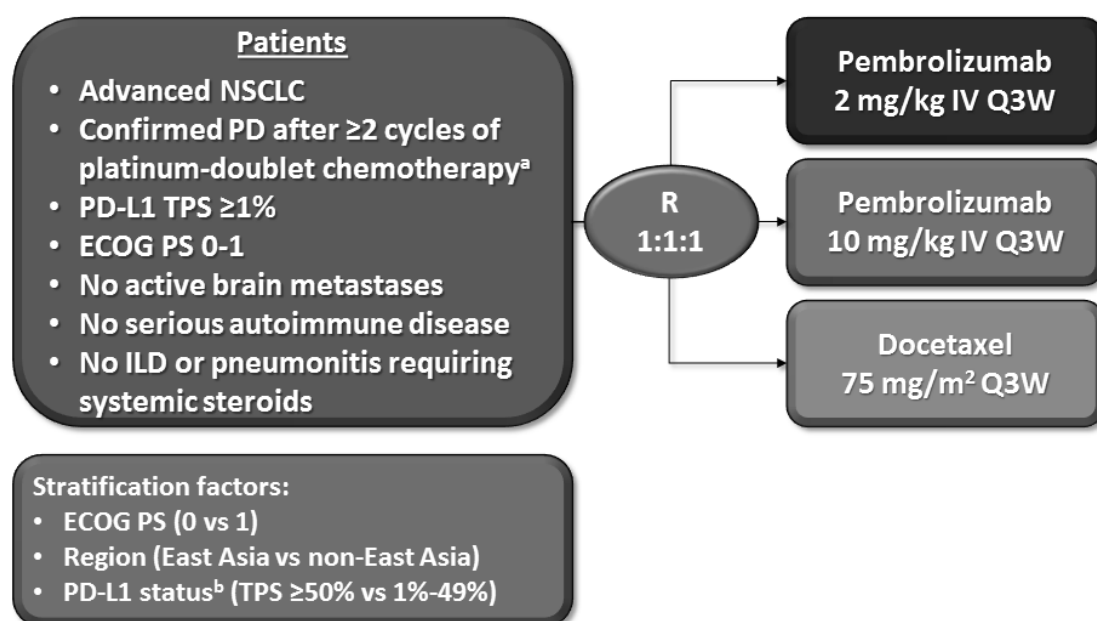 Patients
• Advanced NSCLC
• Confirmed PD after ≥2 cycles of
platinum-doublet chemotherapyᵃ
• PD-L1 TPS ≥1%
• ECOG PS 0-1
• No active brain metastases
• No serious autoimmune disease
• No ILD or pneumonitis requiring
systemic steroids
R
1:1:1
Pembrolizumab
2 mg/kg IV Q3W
Pembrolizumab
10 mg/kg IV Q3W
Docetaxel
75 mg/m² Q3W
Stratification factors:
• ECOG PS (0 vs 1)
• Region (East Asia vs non-East Asia)
• PD-L1 statusᵇ (TPS ≥50% vs 1%-49%)